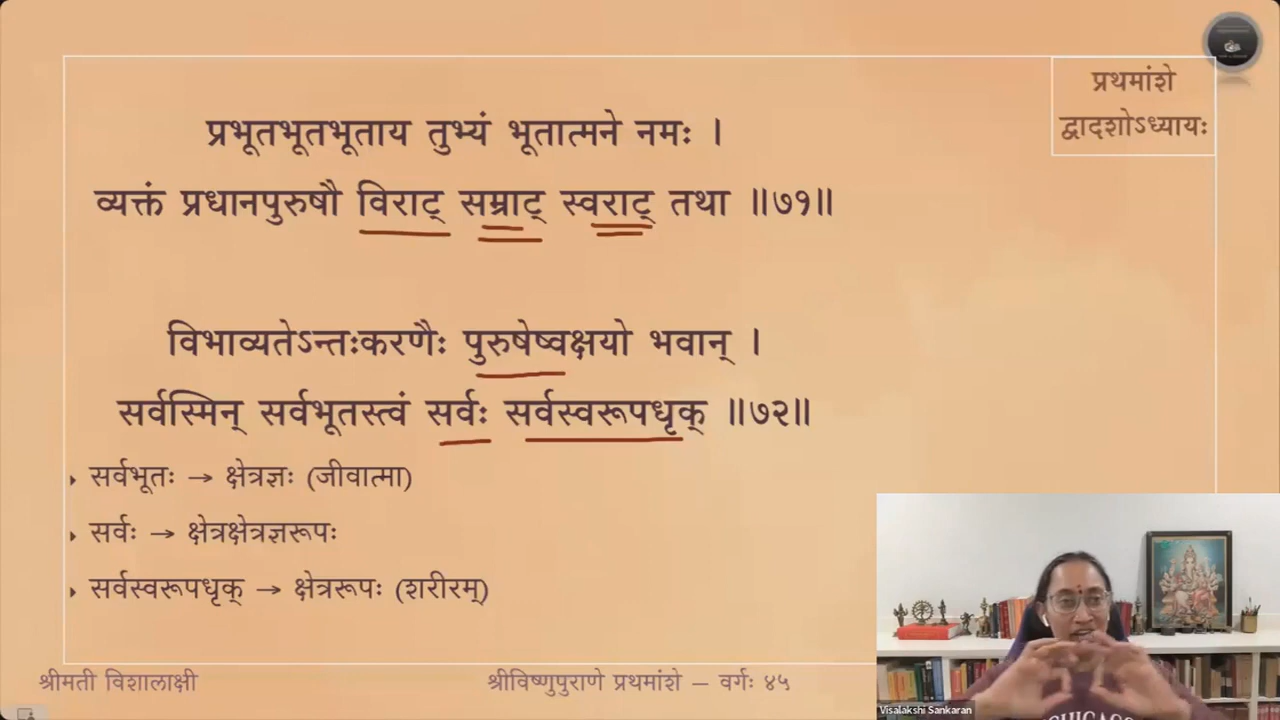 प्रथमांशे
द्वादशोऽध्यायः
प्रभूतभूतभूताय तुभ्यं भूतात्मने नमः ।
व्यक्तं प्रधानपुरुषौ विराट् सम्राट् स्वराट् तथा ॥७१॥
विभाव्यतेऽन्तःकरणैः पुरुषेष्वक्षयो भवान् ।
सर्वस्मिन् सर्वभूतस्त्वं सर्वः सर्वस्वरूपधृक् ॥७२॥
सर्वभूतः → क्षेत्रज्ञः (जीवात्मा)
सर्वः → क्षेत्रक्षेत्रज्ञरूपः
सर्वस्वरूपधृक् → क्षेत्ररूपः (शरीरम्)
श्रीमती विशालाक्षी
श्रीविष्णुपुराणे प्रथमांशे – वर्गः ४५
Visalakshi Sankaran
CHICAGO